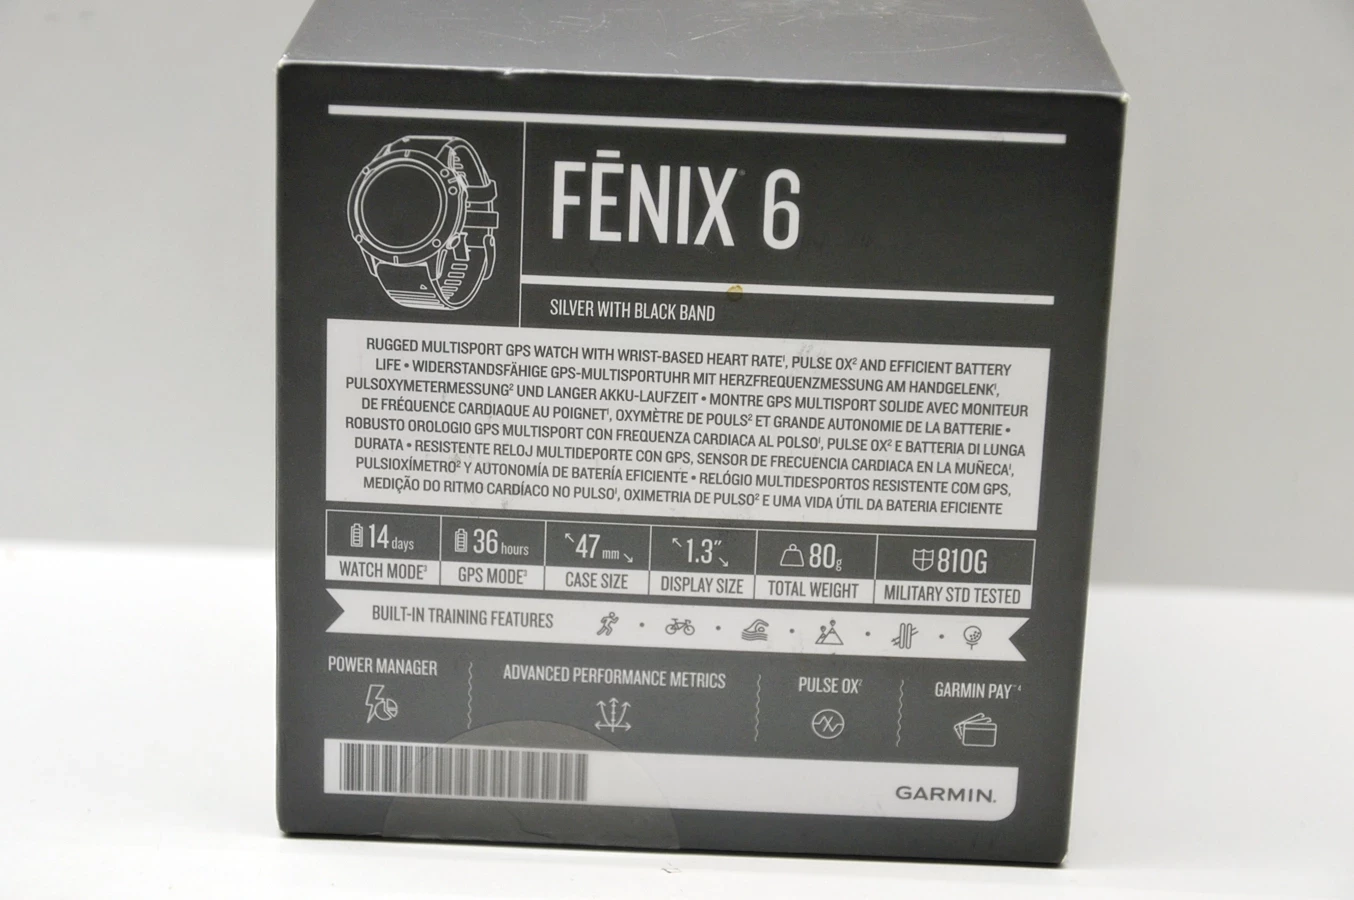 FĒNIX® 6
SILVER WITH BLACK BAND
RUGGED MULTISPORT GPS WATCH WITH WRIST-BASED HEART RATE¹, PULSE OX² AND EFFICIENT BATTERY
LIFE • WIDERSTANDSFÄHIGE GPS-MULTISPORTUHR MIT HERZFREQUENZMESSUNG AM HANDGELENK¹,
PULSOXYMETERMESSUNG² UND LANGER AKKU-LAUFZEIT • MONTRE GPS MULTISPORT SOLIDE AVEC MONITEUR
DE FRÉQUENCE CARDIAQUE AU POIGNET¹, OXYMÈTRE DE POULS² ET GRANDE AUTONOMIE DE LA BATTERIE •
ROBUSTO OROLOGIO GPS MULTISPORT CON FREQUENZA CARDIACA AL POLSO¹, PULSE OX² E BATTERIA DI LUNGA
DURATA • RESISTENTE RELOJ MULTIDEPORTE CON GPS, SENSOR DE FRECUENCIA CARDIACA EN LA MUÑECA¹,
PULSIOXÍMETRO² Y AUTONOMÍA DE BATERÍA EFICIENTE • RELÓGIO MULTIDESPORTOS RESISTENTE COM GPS,
MEDIÇÃO DO RITMO CARDÍACO NO PULSO¹, OXIMETRIA DE PULSO² E UMA VIDA ÚTIL DA BATERIA EFICIENTE
14 days 36 hours 47 mm 1.3″ 80g 810G
WATCH MODE³ GPS MODE³ CASE SIZE DISPLAY SIZE TOTAL WEIGHT MILITARY STD TESTED
BUILT-IN TRAINING FEATURES
POWER MANAGER ADVANCED PERFORMANCE METRICS PULSE OX² GARMIN PAY™⁴
GARMIN.